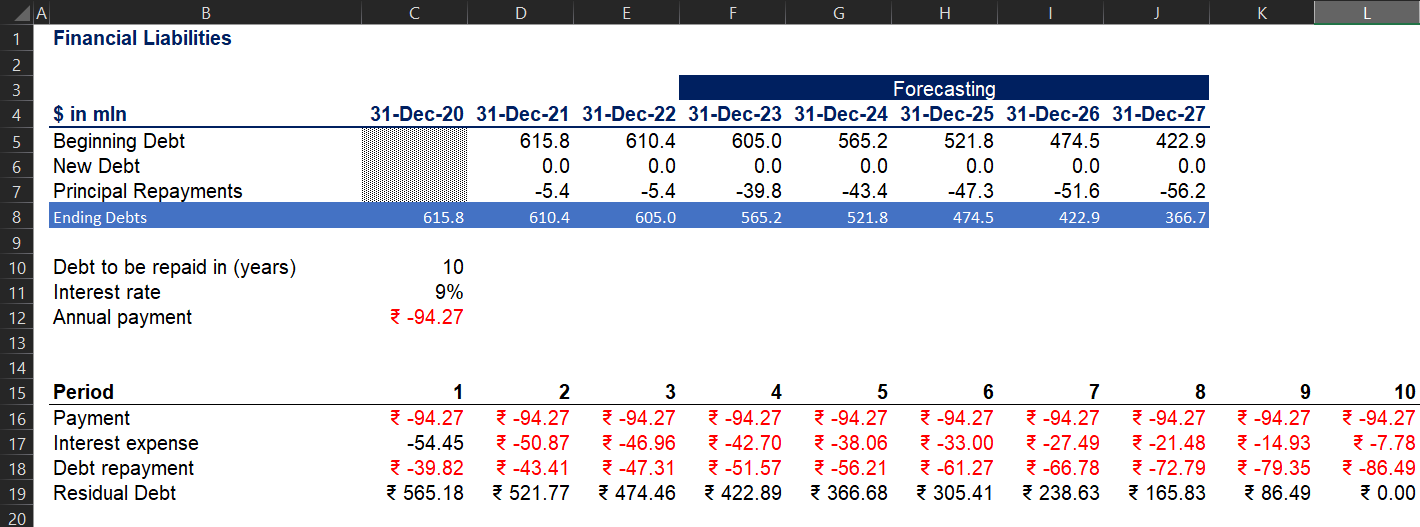 A B C D E F G H I J K L
1 Financial Liabilities
2
3 Forecasting
4 $ in mln 31-Dec-20 31-Dec-21 31-Dec-22 31-Dec-23 31-Dec-24 31-Dec-25 31-Dec-26 31-Dec-27
5 Beginning Debt 615.8 610.4 605.0 565.2 521.8 474.5 422.9
6 New Debt 0.0 0.0 0.0 0.0 0.0 0.0 0.0
7 Principal Repayments -5.4 -5.4 -39.8 -43.4 -47.3 -51.6 -56.2
8 Ending Debts 615.8 610.4 605.0 565.2 521.8 474.5 422.9 366.7
9
10 Debt to be repaid in (years) 10
11 Interest rate 9%
12 Annual payment ₹ -94.27
13
14
15 Period 1 2 3 4 5 6 7 8 9 10
16 Payment ₹ -94.27 ₹ -94.27 ₹ -94.27 ₹ -94.27 ₹ -94.27 ₹ -94.27 ₹ -94.27 ₹ -94.27 ₹ -94.27 ₹ -94.27
17 Interest expense -54.45 ₹ -50.87 ₹ -46.96 ₹ -42.70 ₹ -38.06 ₹ -33.00 ₹ -27.49 ₹ -21.48 ₹ -14.93 ₹ -7.78
18 Debt repayment ₹ -39.82 ₹ -43.41 ₹ -47.31 ₹ -51.57 ₹ -56.21 ₹ -61.27 ₹ -66.78 ₹ -72.79 ₹ -79.35 ₹ -86.49
19 Residual Debt ₹ 565.18 ₹ 521.77 ₹ 474.46 ₹ 422.89 ₹ 366.68 ₹ 305.41 ₹ 238.63 ₹ 165.83 ₹ 86.49 ₹ 0.00
20